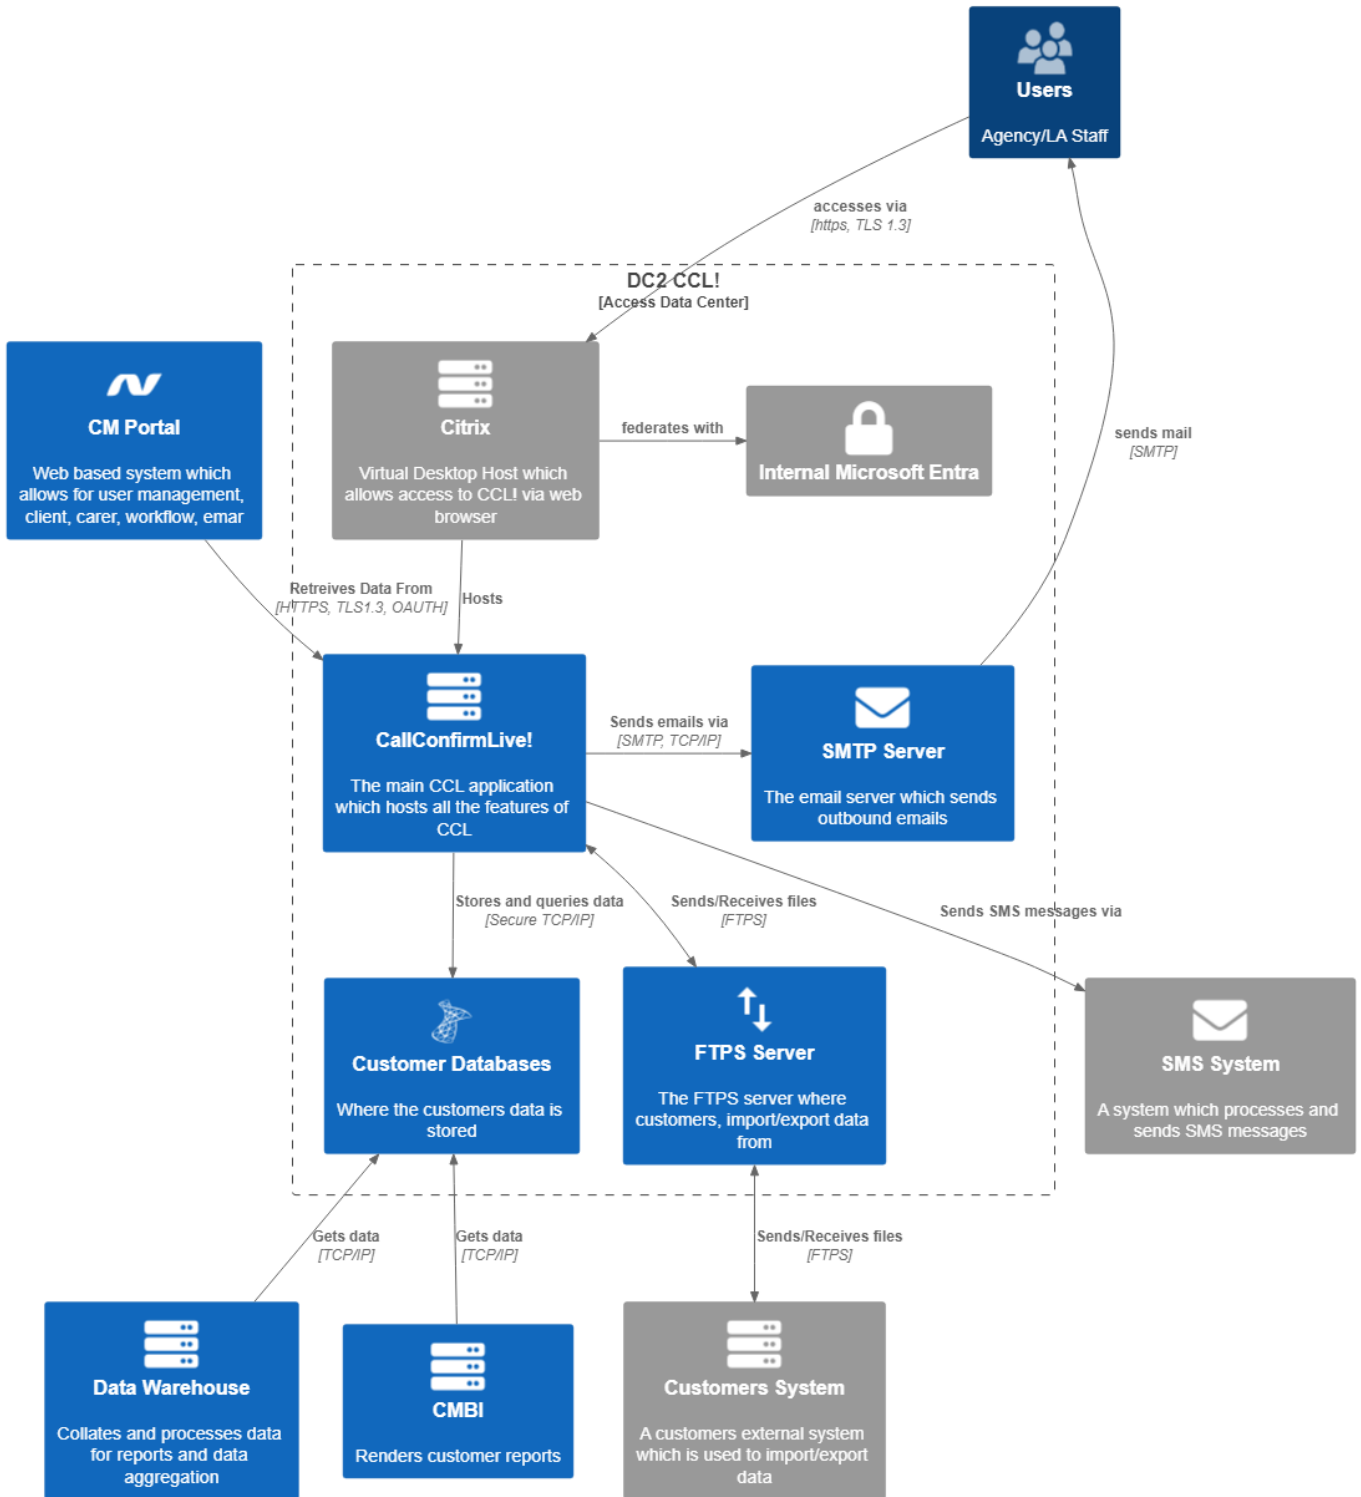 Users
Agency/LA Staff
accesses via
[https, TLS 1.3]
DC2 CCL!
[Access Data Center]
CM Portal
Web based system which
allows for user management,
client, carer, workflow, emar
Citrix
Virtual Desktop Host which
allows access to CCL! via web
browser
federates with
Internal Microsoft Entra
sends mail
[SMTP]
Retreives Data From
[HTTPS, TLS1.3, OAUTH]
Hosts
CallConfirmLive!
The main CCL application
which hosts all the features of
CCL
Sends emails via
[SMTP, TCP/IP]
SMTP Server
The email server which sends
outbound emails
Stores and queries data
[Secure TCP/IP]
Sends/Receives files
[FTPS]
Sends SMS messages via
Customer Databases
Where the customers data is
stored
FTPS Server
The FTPS server where
customers, import/export data
from
SMS System
A system which processes and
sends SMS messages
Gets data
[TCP/IP]
Gets data
[TCP/IP]
Sends/Receives files
[FTPS]
Data Warehouse
Collates and processes data
for reports and data
aggregation
CMBI
Renders customer reports
Customers System
A customers external system
which is used to import/export
data